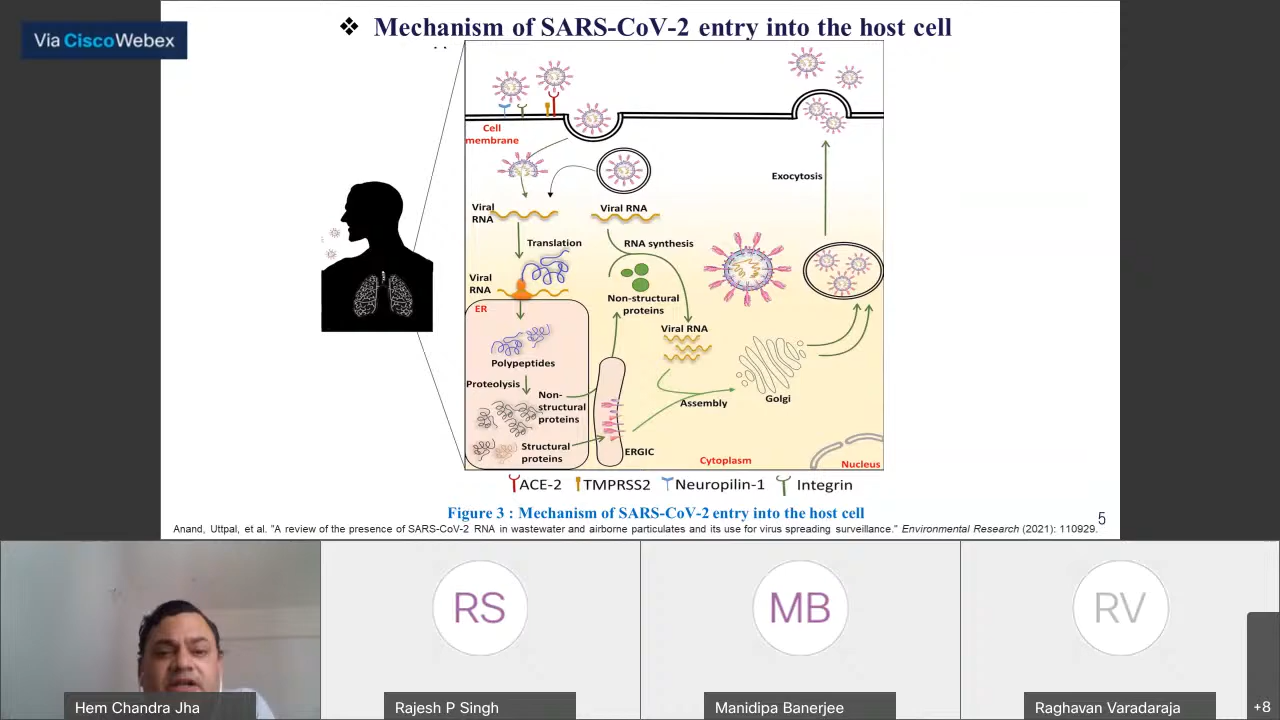 Via Cisco Webex
❖ Mechanism of SARS-CoV-2 entry into the host cell
Cell
membrane
Exocytosis
Viral
RNA
Viral RNA
Translation
RNA synthesis
Viral
RNA
Non-structural
proteins
ER
Viral RNA
Polypeptides
Proteolysis
Non-
structural
proteins
Assembly
Golgi
Structural
proteins
ERGIC
Cytoplasm
Nucleus
ACE-2 TMPRSS2 Neuropilin-1 Integrin
Figure 3 : Mechanism of SARS-CoV-2 entry into the host cell
Anand, Uttpal, et al. "A review of the presence of SARS-CoV-2 RNA in wastewater and airborne particulates and its use for virus spreading surveillance." Environmental Research (2021): 110929.
5
RS
MB
RV
Hem Chandra Jha
Rajesh P Singh
Manidipa Banerjee
Raghavan Varadaraja
+8